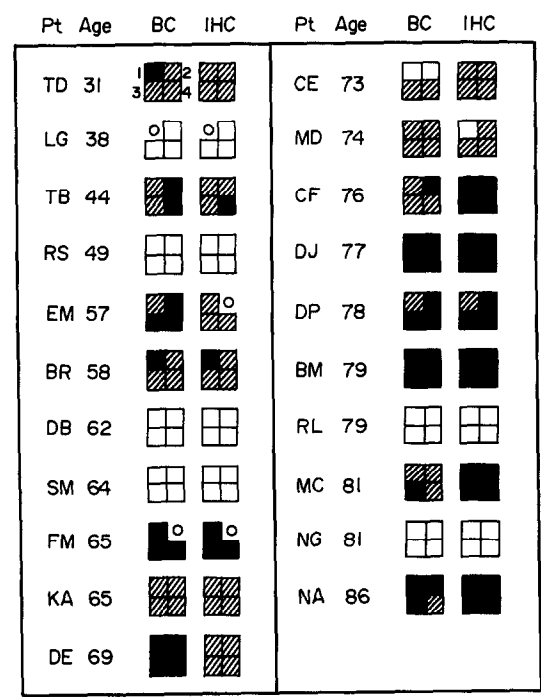 Pt Age BC IHC
TD 31 1 2 3 4
LG 38
TB 44
RS 49
EM 57
BR 58
DB 62
SM 64
FM 65
KA 65
DE 69
Pt Age BC IHC
CE 73
MD 74
CF 76
DJ 77
DP 78
BM 79
RL 79
MC 81
NG 81
NA 86